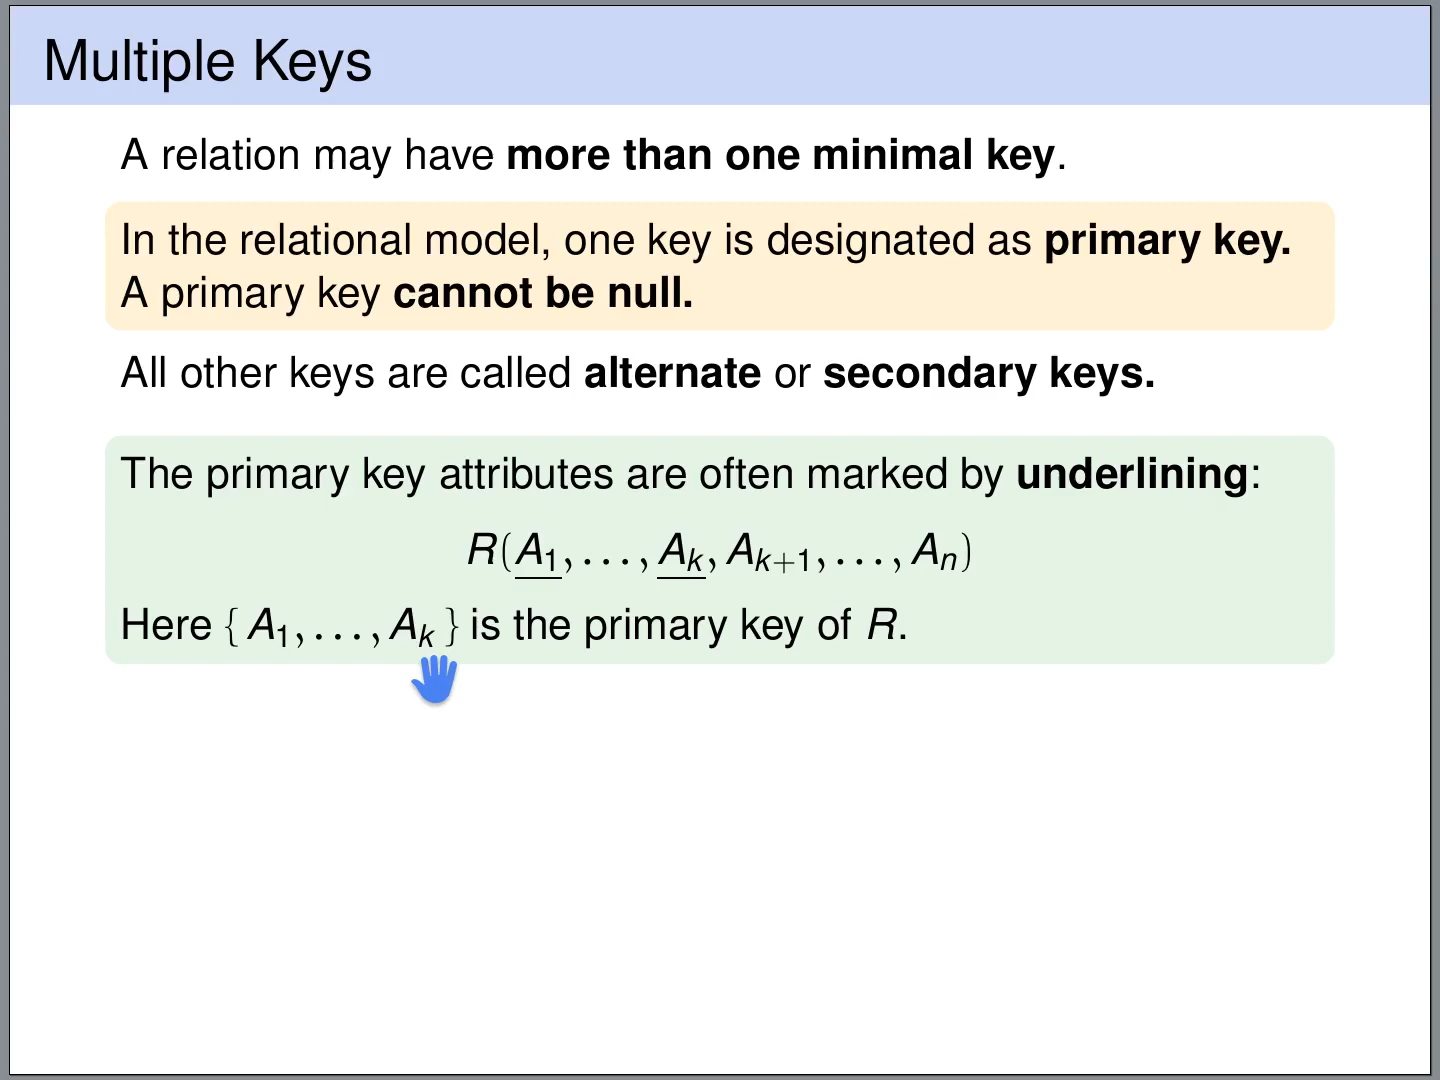 Multiple Keys
A relation may have more than one minimal key.
In the relational model, one key is designated as primary key.
A primary key cannot be null.
All other keys are called alternate or secondary keys.
The primary key attributes are often marked by underlining:
R(A₁, . . . , Aₖ, Aₖ₊₁, . . . , Aₙ)
Here { A₁, . . . , Aₖ } is the primary key of R.